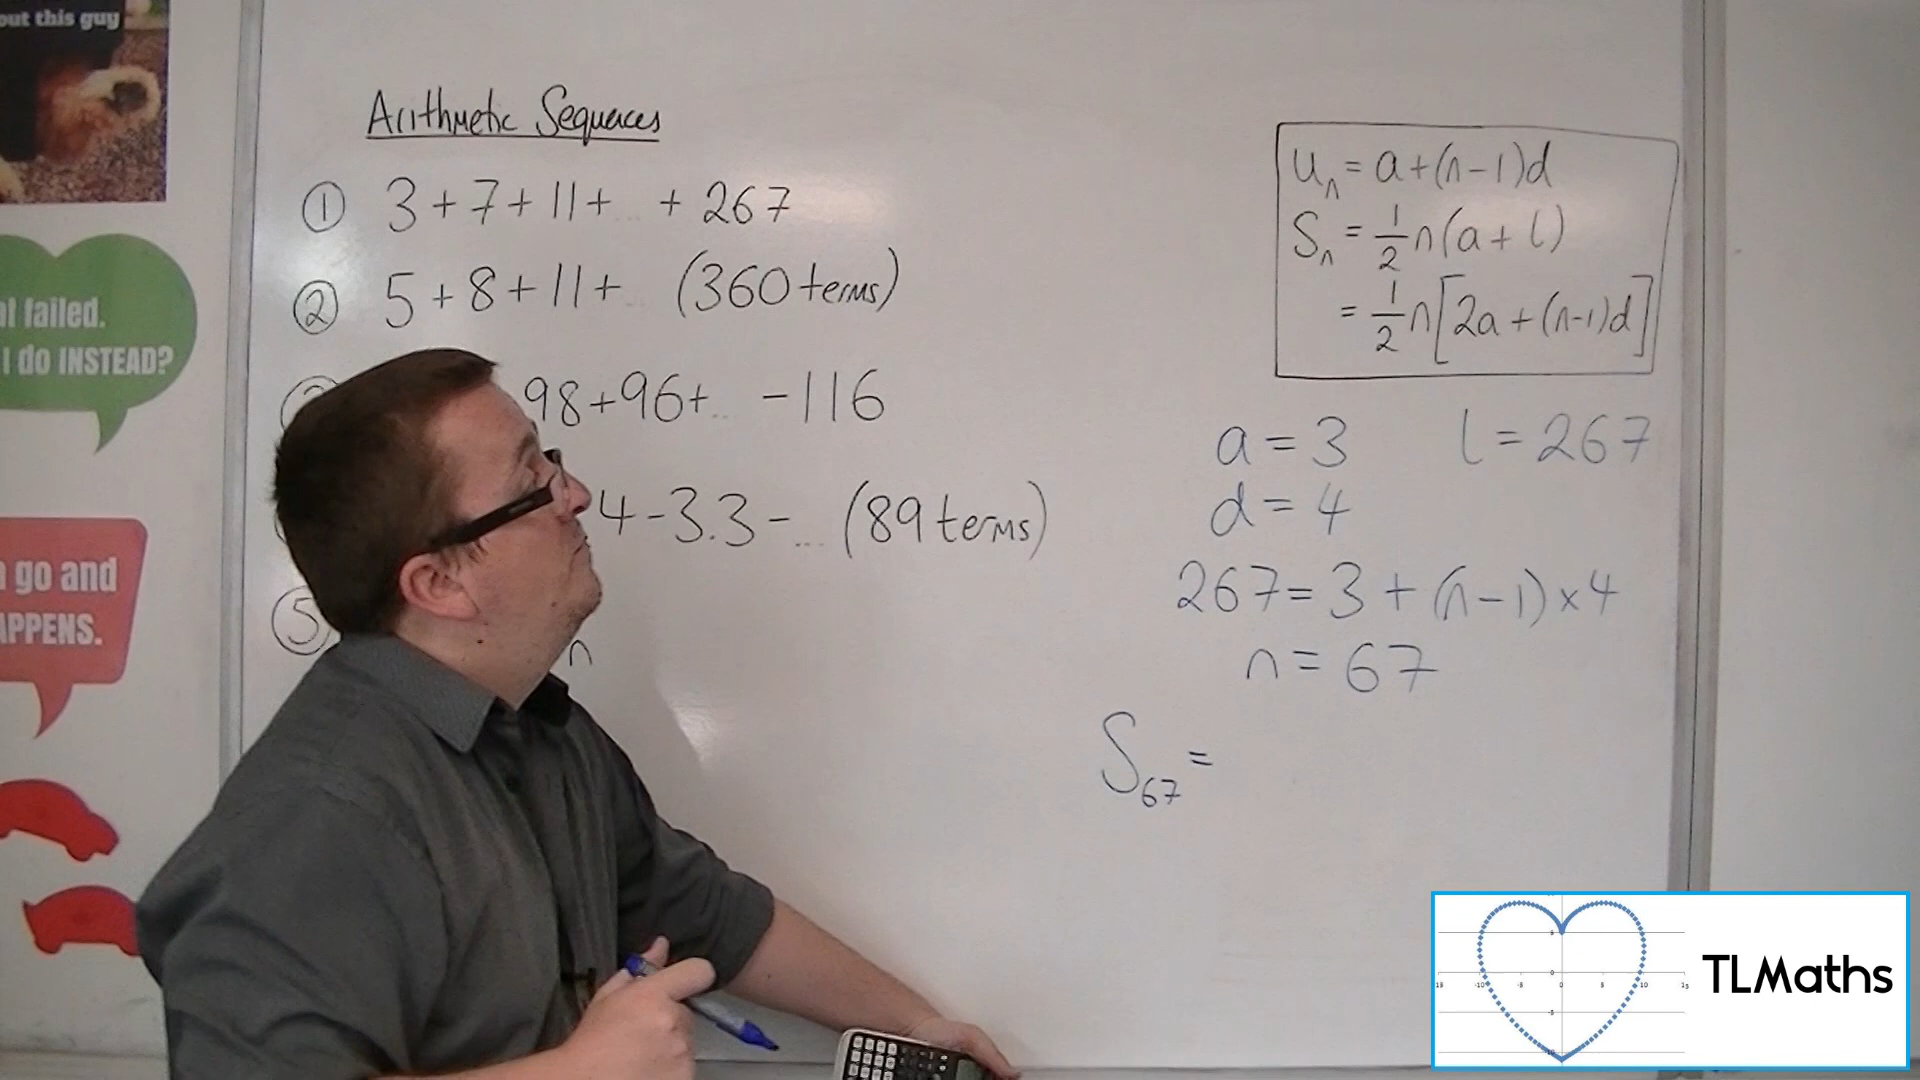 out this guy
failed.
I do INSTEAD?
go and
APPENS.
Arithmetic Sequences
① 3+7+11+... +267
② 5+8+11+... (360 terms)
98+96+... -116
4-3.3-... (89 terms)
⑤
n
uₙ = a+(n-1)d
Sₙ = 1/2 n(a+l)
= 1/2 n[2a+(n-1)d]
a = 3 l = 267
d = 4
267 = 3 + (n-1)×4
n = 67
S₆₇ =
TLMaths